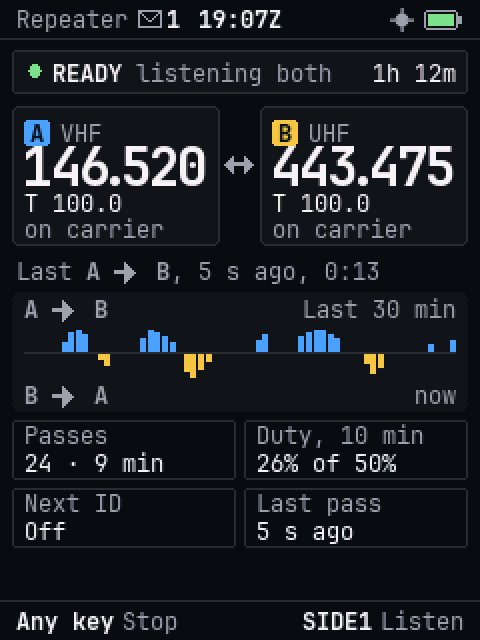 Repeater 1 19:07Z
READY listening both 1h 12m
A VHF
146.520
T 100.0
on carrier
B UHF
443.475
T 100.0
on carrier
Last A → B, 5 s ago, 0:13
A → B Last 30 min
B → A now
Passes
24 · 9 min
Duty, 10 min
26% of 50%
Next ID
Off
Last pass
5 s ago
Any key Stop SIDE1 Listen